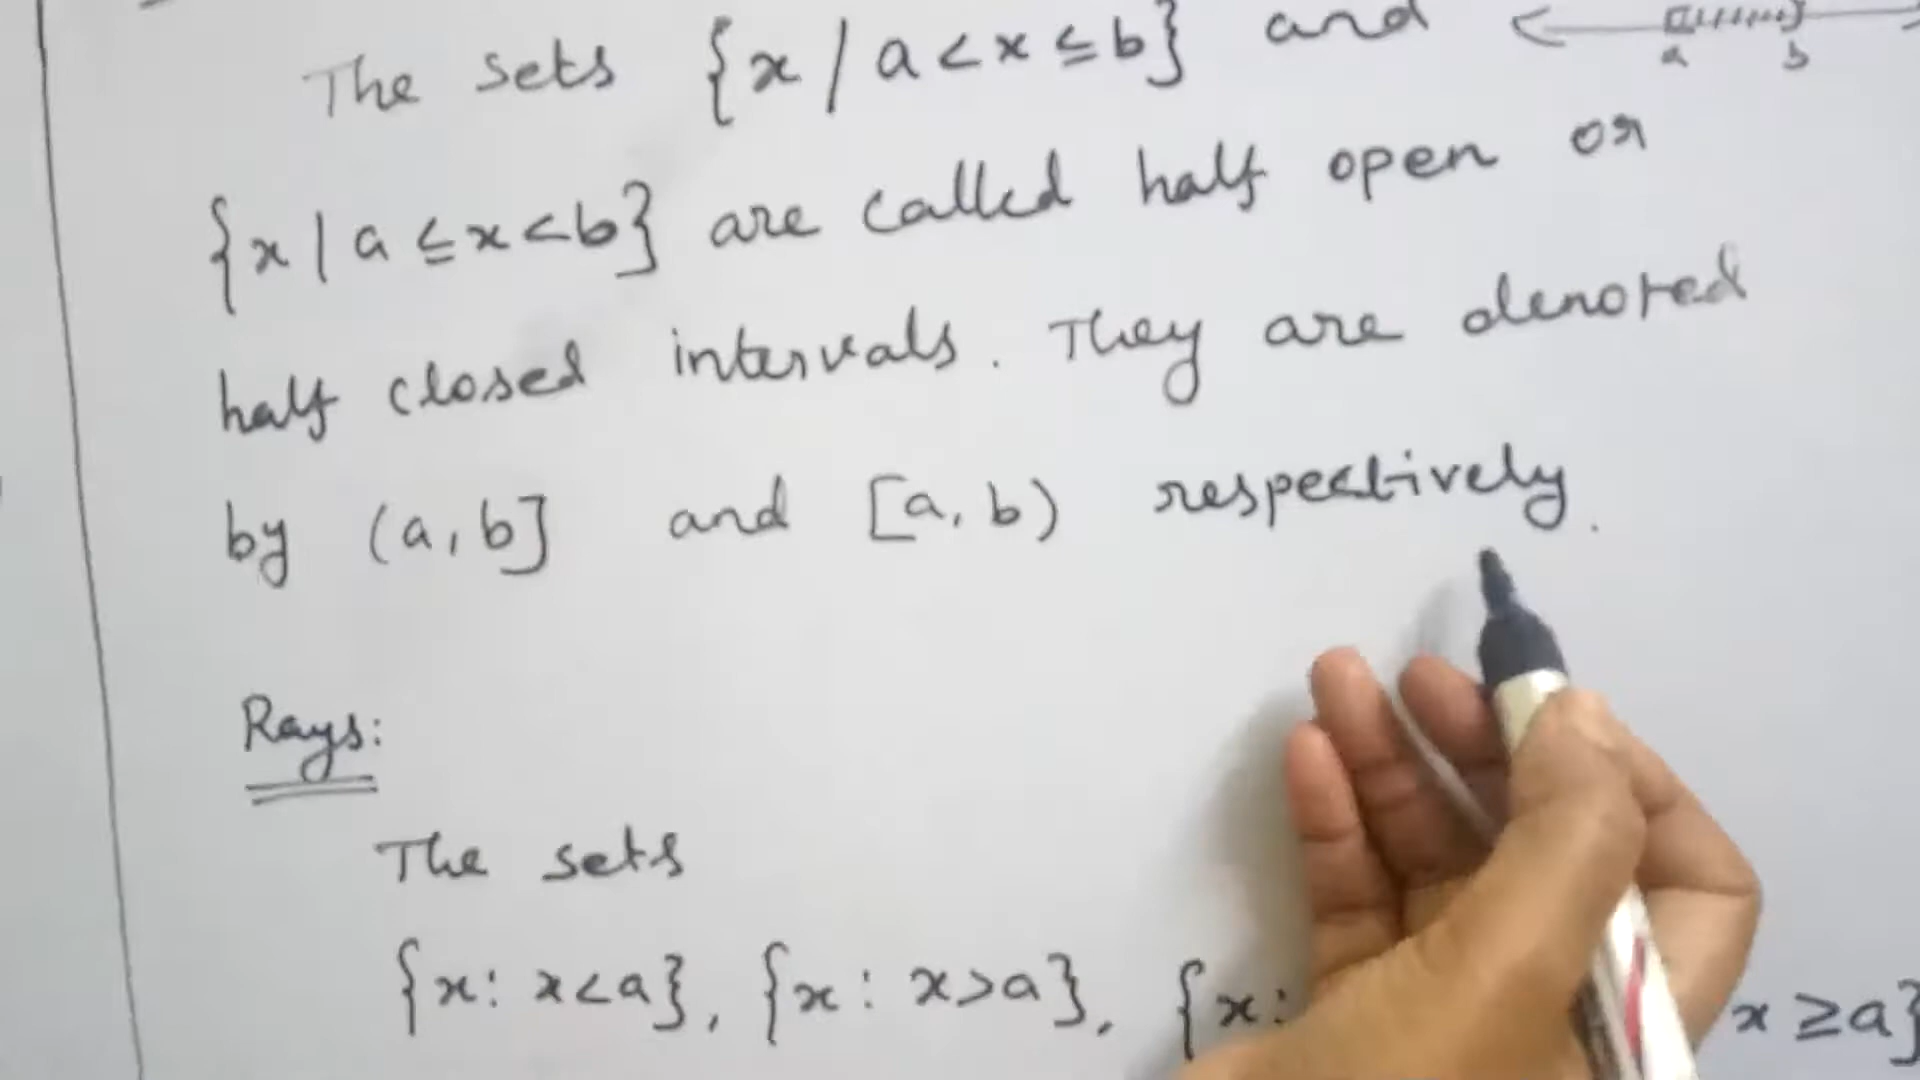 The sets {x / a < x ≤ b} and
a b
{x | a ≤ x < b} are called half open or
half closed intervals. They are denoted
by (a, b] and [a, b) respectively.
Rays:
The sets
{x: x<a}, {x: x>a}, {x: x ≥ a}